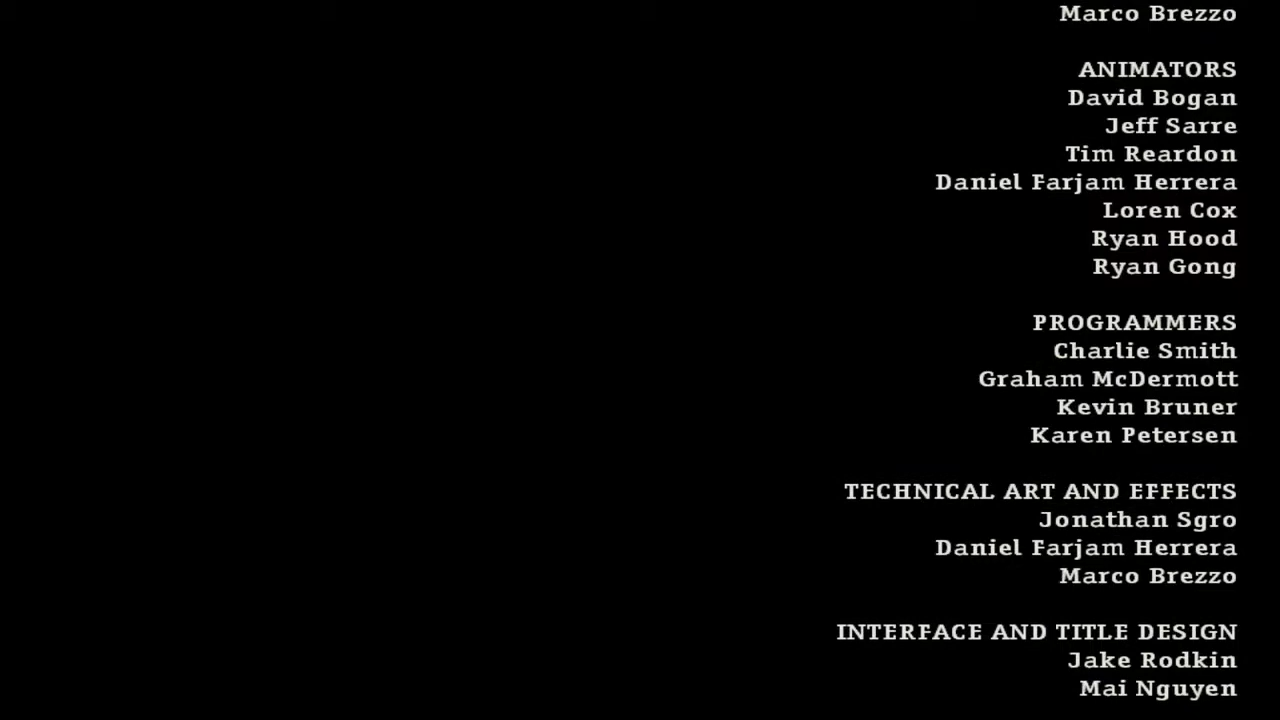 Marco Brezzo
ANIMATORS
David Bogan
Jeff Sarre
Tim Reardon
Daniel Farjam Herrera
Loren Cox
Ryan Hood
Ryan Gong
PROGRAMMERS
Charlie Smith
Graham McDermott
Kevin Bruner
Karen Petersen
TECHNICAL ART AND EFFECTS
Jonathan Sgro
Daniel Farjam Herrera
Marco Brezzo
INTERFACE AND TITLE DESIGN
Jake Rodkin
Mai Nguyen